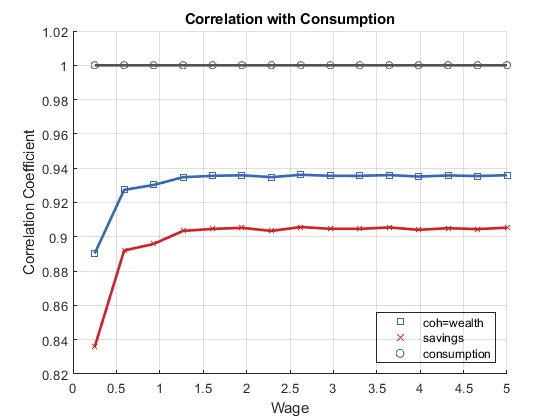 Correlation with Consumption
1.02
1
0.98
0.96
0.94
0.92
0.9
0.88
0.86
0.84
0.82
Correlation Coefficient
coh=wealth
savings
consumption
0 0.5 1 1.5 2 2.5 3 3.5 4 4.5 5
Wage